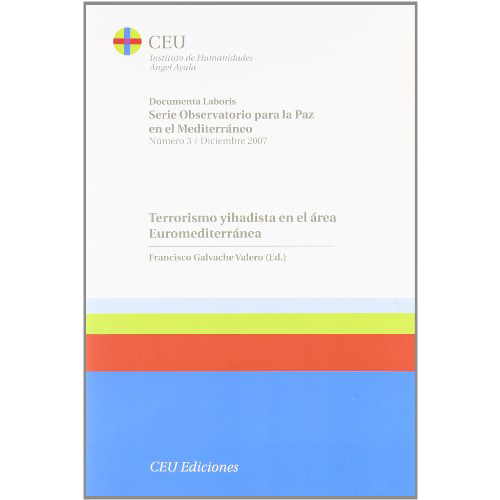 CEU
Instituto de Humanidades
Ángel Ayala
Documenta Laboris
Serie Observatorio para la Paz
en el Mediterráneo
Número 3 / Diciembre 2007
Terrorismo yihadista en el área
Euromediterránea
Francisco Galvache Valero (Ed.)
CEU Ediciones